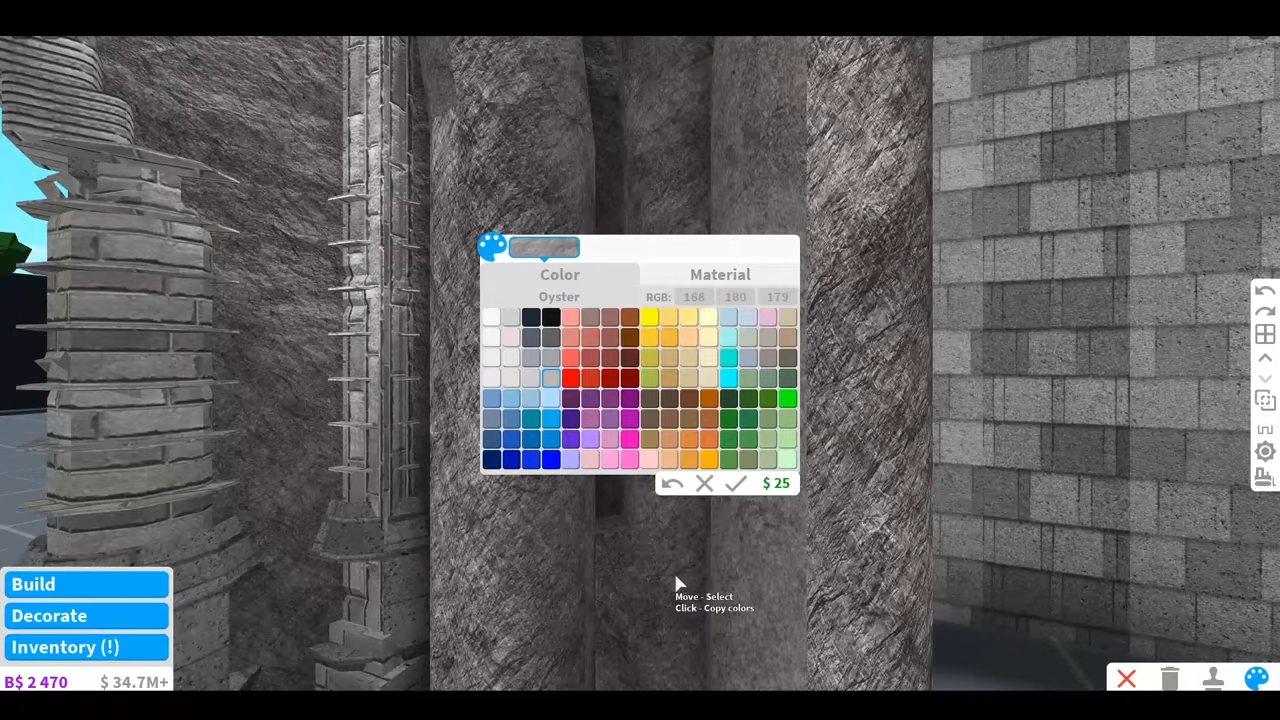 Color
Material
Oyster
RGB: 188 180 179
$ 25
Move - Select
Click - Copy colors
Build
Decorate
Inventory (!)
B$ 2 470
$ 34.7M+